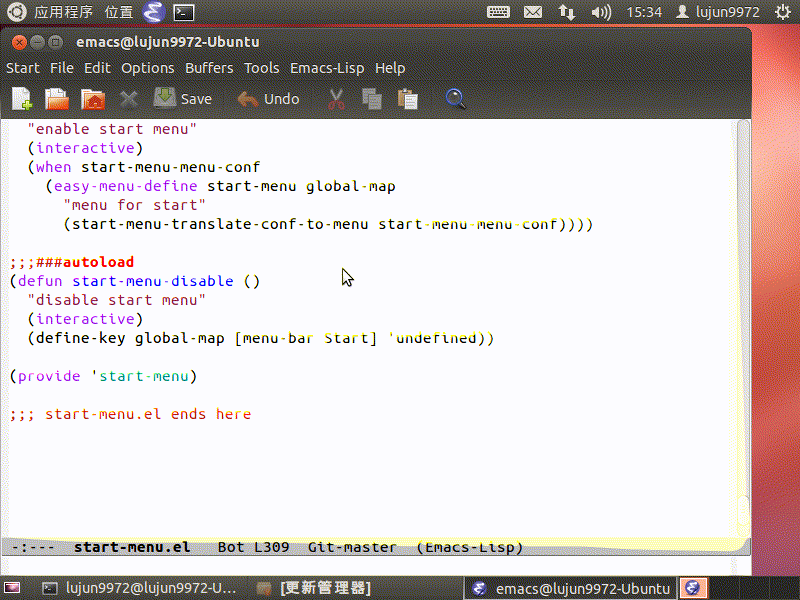 应用程序 位置 15:34 lujun9972
emacs@lujun9972-Ubuntu
Start File Edit Options Buffers Tools Emacs-Lisp Help
Save Undo
"enable start menu"
(interactive)
(when start-menu-menu-conf
(easy-menu-define start-menu global-map
"menu for start"
(start-menu-translate-conf-to-menu start-menu-menu-conf))))
;;;###autoload
(defun start-menu-disable ()
"disable start menu"
(interactive)
(define-key global-map [menu-bar Start] 'undefined))
(provide 'start-menu)
;;; start-menu.el ends here
-:--- start-menu.el Bot L309 Git-master (Emacs-Lisp)
lujun9972@lujun9972-U... [更新管理器] emacs@lujun9972-Ubuntu